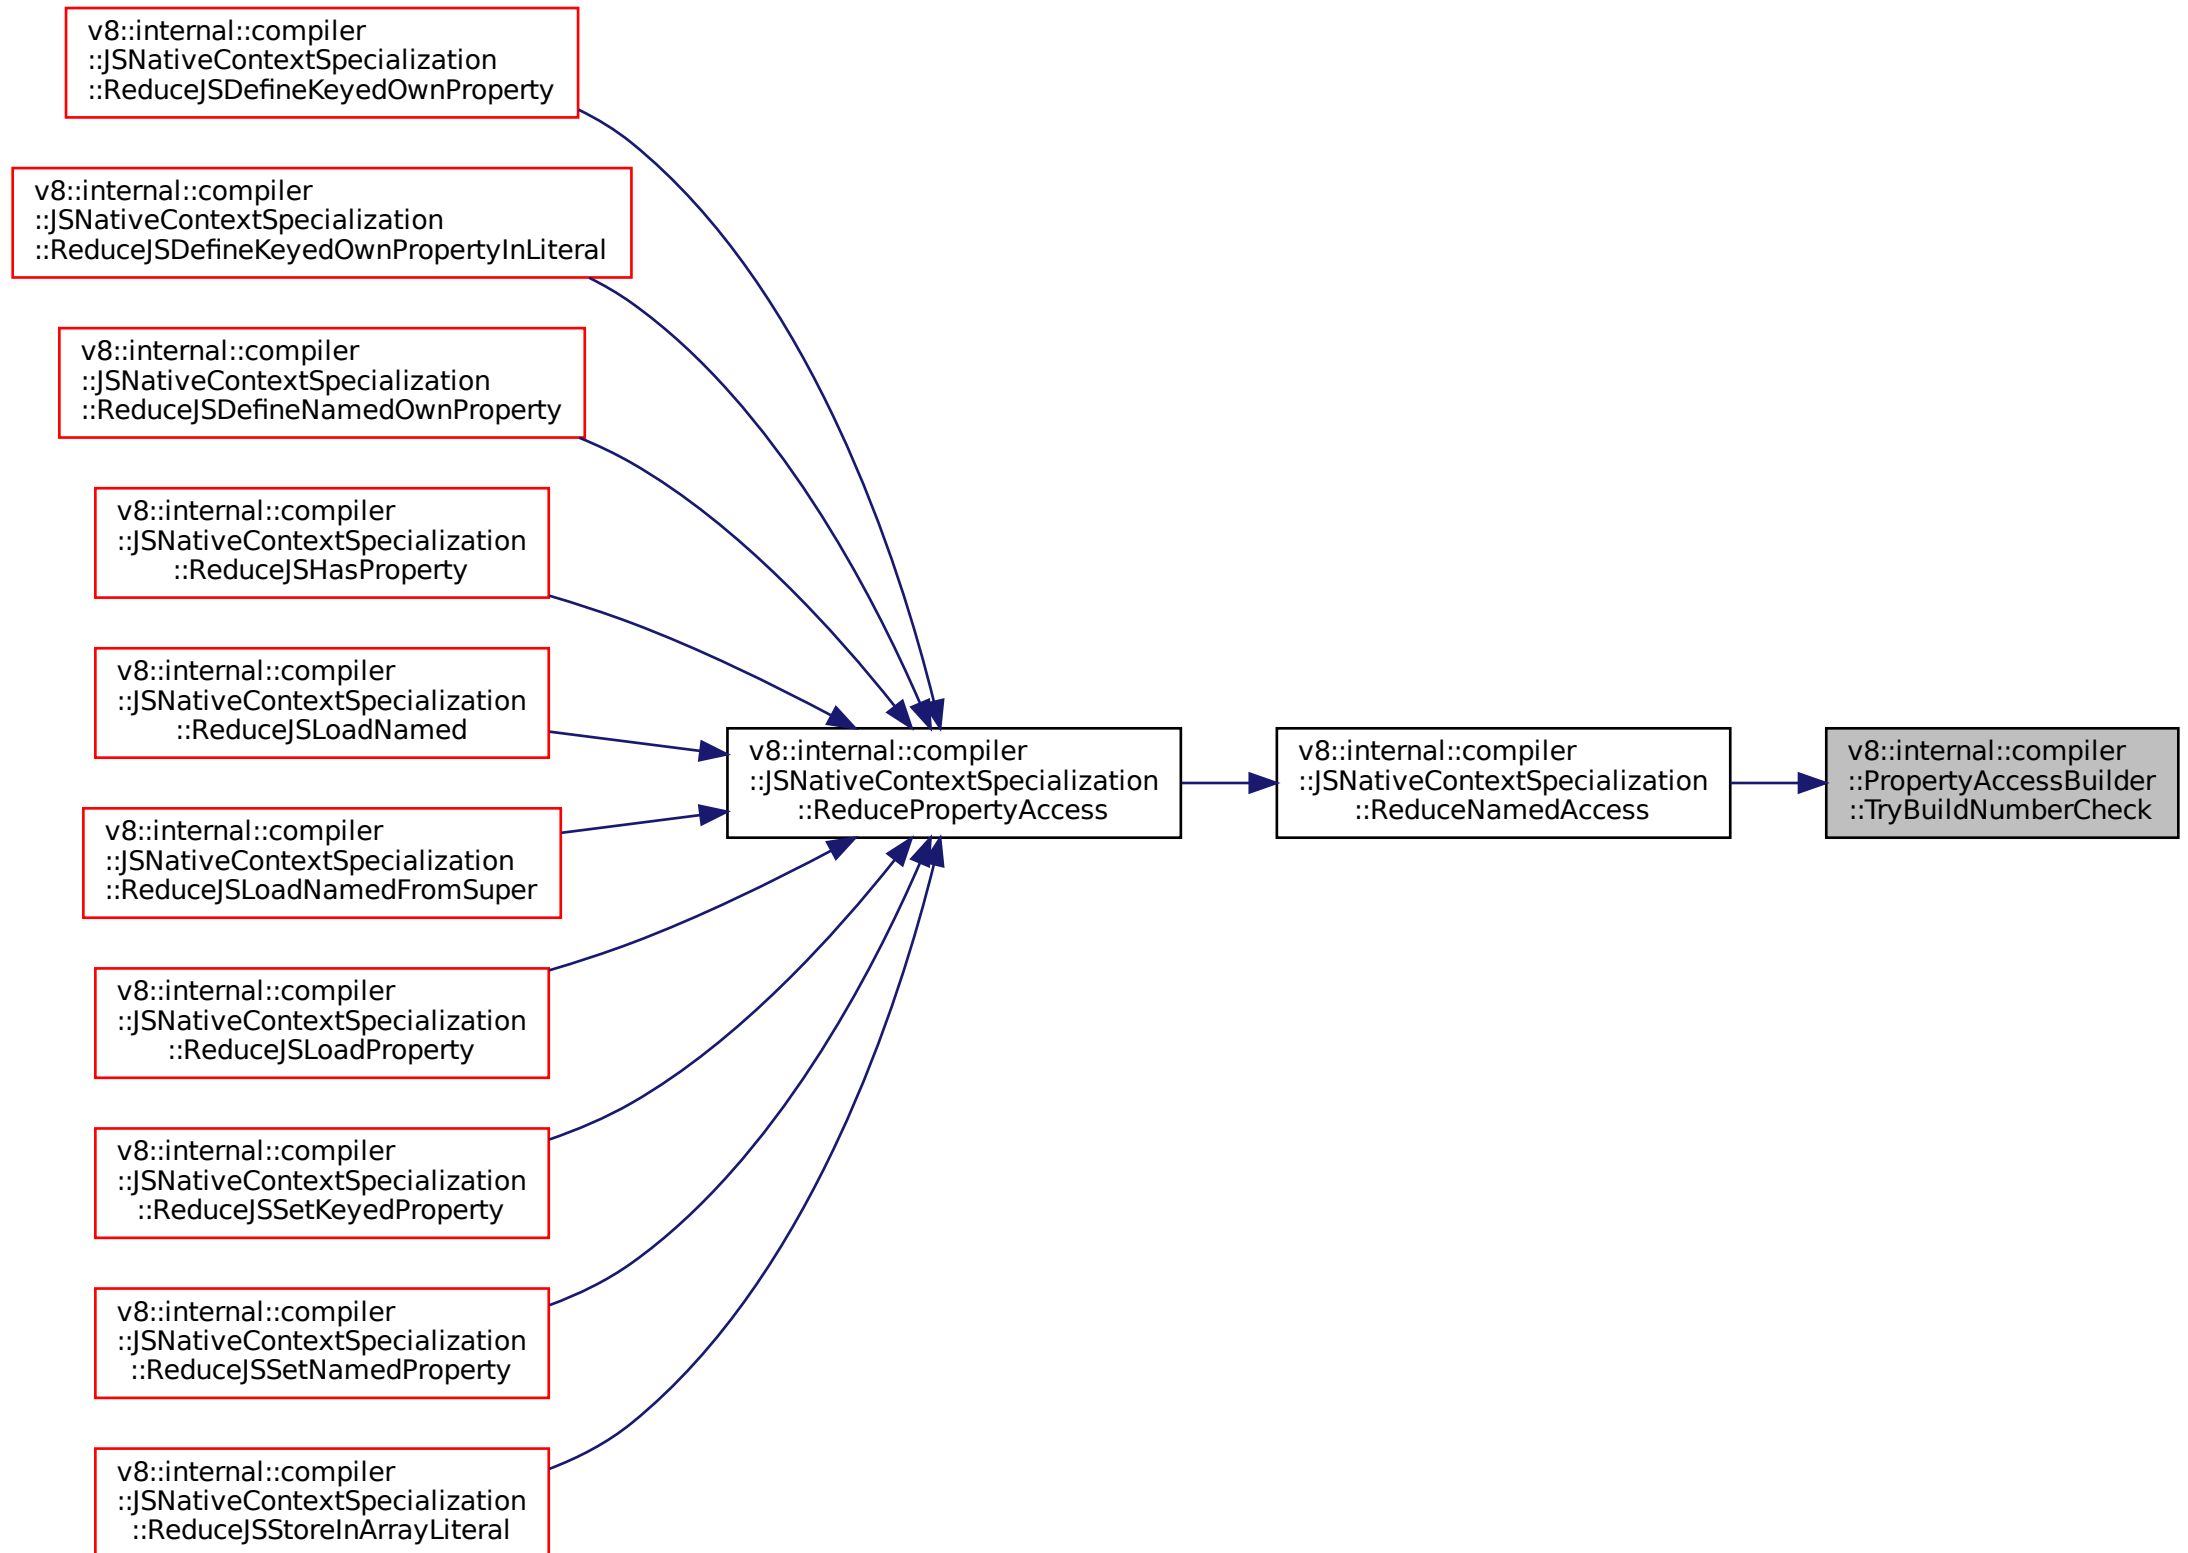 v8::internal::compiler
::JSNativeContextSpecialization
::ReduceJSDefineKeyedOwnProperty
v8::internal::compiler
::JSNativeContextSpecialization
::ReduceJSDefineKeyedOwnPropertyInLiteral
v8::internal::compiler
::JSNativeContextSpecialization
::ReduceJSDefineNamedOwnProperty
v8::internal::compiler
::JSNativeContextSpecialization
::ReduceJSHasProperty
v8::internal::compiler
::JSNativeContextSpecialization
::ReduceJSLoadNamed
v8::internal::compiler
::JSNativeContextSpecialization
::ReduceJSLoadNamedFromSuper
v8::internal::compiler
::JSNativeContextSpecialization
::ReduceJSLoadProperty
v8::internal::compiler
::JSNativeContextSpecialization
::ReduceJSSetKeyedProperty
v8::internal::compiler
::JSNativeContextSpecialization
::ReduceJSSetNamedProperty
v8::internal::compiler
::JSNativeContextSpecialization
::ReduceJSStoreInArrayLiteral
v8::internal::compiler
::JSNativeContextSpecialization
::ReducePropertyAccess
v8::internal::compiler
::JSNativeContextSpecialization
::ReduceNamedAccess
v8::internal::compiler
::PropertyAccessBuilder
::TryBuildNumberCheck